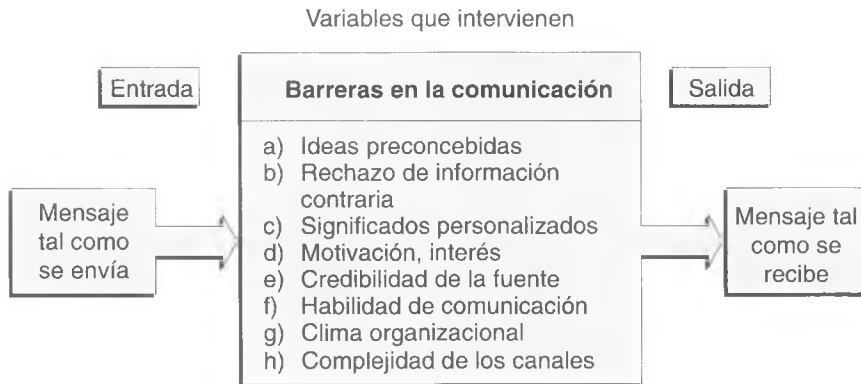 Variables que intervienen
Entrada
Barreras en la comunicación
Salida
Mensaje
tal como
se envía
a) Ideas preconcebidas
b) Rechazo de información
contraria
c) Significados personalizados
d) Motivación, interés
e) Credibilidad de la fuente
f) Habilidad de comunicación
g) Clima organizacional
h) Complejidad de los canales
Mensaje tal
como se
recibe